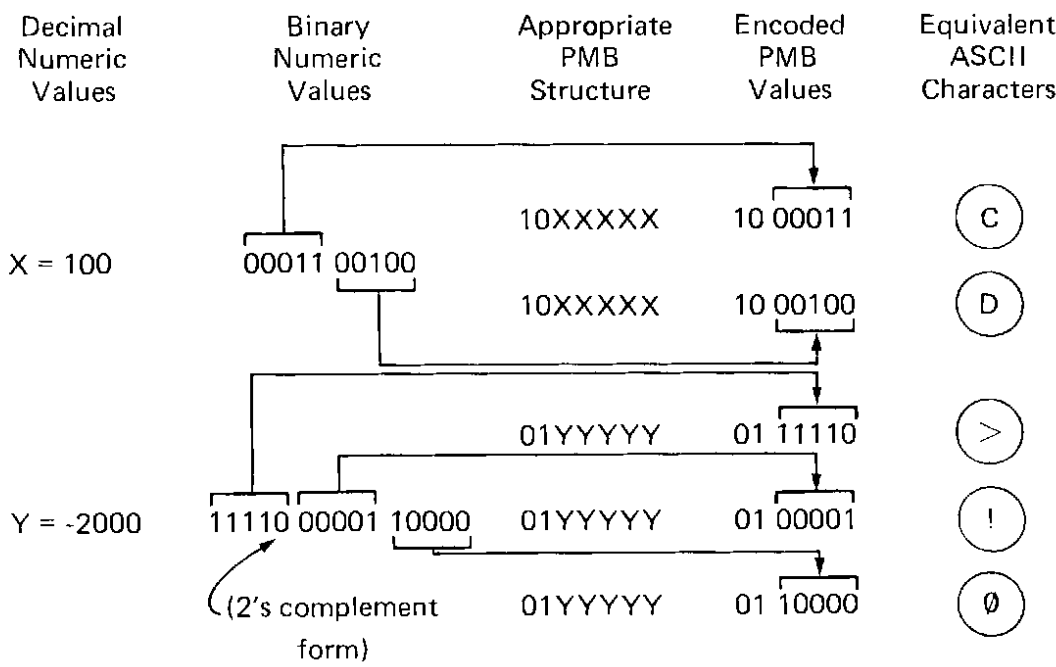 Decimal Numeric Values
Binary Numeric Values
Appropriate PMB Structure
Encoded PMB Values
Equivalent ASCII Characters
10XXXXX 10 00011 C
X = 100 00011 00100
10XXXXX 10 00100 D
01YYYYY 01 11110 >
Y = -2000 11110 00001 10000 01YYYYY 01 00001 !
(2's complement form)
01YYYYY 01 10000 0